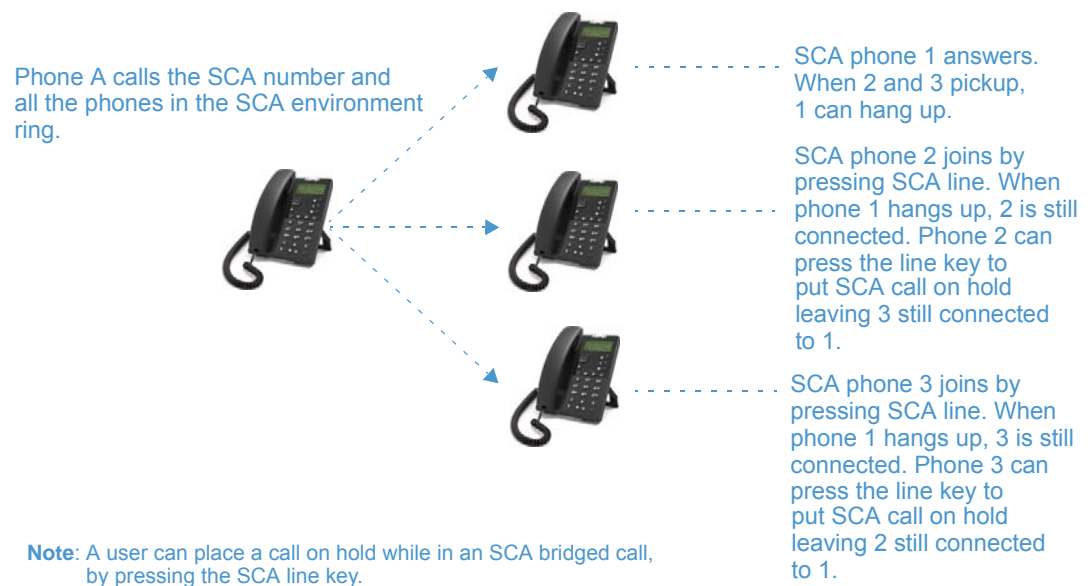 Phone A calls the SCA number and
all the phones in the SCA environment
ring.
SCA phone 1 answers.
When 2 and 3 pickup,
1 can hang up.
SCA phone 2 joins by
pressing SCA line. When
phone 1 hangs up, 2 is still
connected. Phone 2 can
press the line key to
put SCA call on hold
leaving 3 still connected
to 1.
SCA phone 3 joins by
pressing SCA line. When
phone 1 hangs up, 3 is still
connected. Phone 3 can
press the line key to
put SCA call on hold
leaving 2 still connected
to 1.
Note: A user can place a call on hold while in an SCA bridged call,
by pressing the SCA line key.